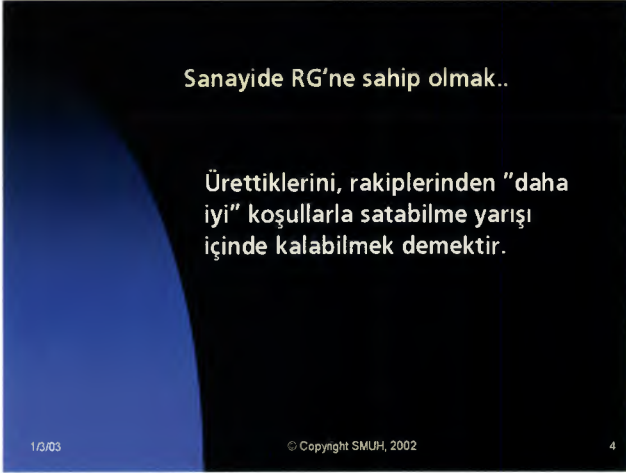 Sanayide RG'ne sahip olmak..
Ürettiklerini, rakiplerinden "daha
iyi" koşullarla satabilme yarışı
içinde kalabilmek demektir.
1/3/03
© Copyright SMUH, 2002
4